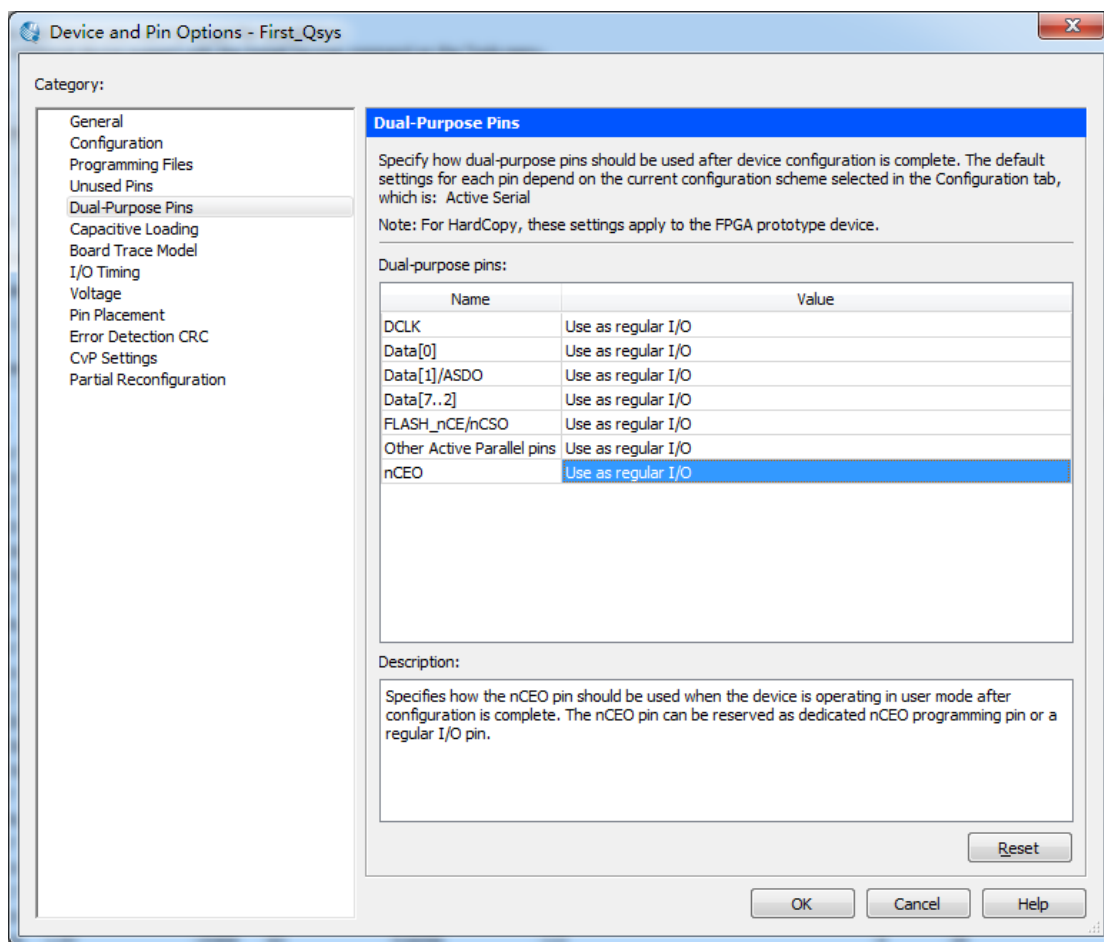 Device and Pin Options - First_Qsys
Category:
General
Configuration
Programming Files
Unused Pins
Dual-Purpose Pins
Capacitive Loading
Board Trace Model
I/O Timing
Voltage
Pin Placement
Error Detection CRC
CvP Settings
Partial Reconfiguration
Dual-Purpose Pins
Specify how dual-purpose pins should be used after device configuration is complete. The default
settings for each pin depend on the current configuration scheme selected in the Configuration tab,
which is: Active Serial
Note: For HardCopy, these settings apply to the FPGA prototype device.
Dual-purpose pins:
Name Value
DCLK Use as regular I/O
Data[0] Use as regular I/O
Data[1]/ASDO Use as regular I/O
Data[7..2] Use as regular I/O
FLASH_nCE/nCSO Use as regular I/O
Other Active Parallel pins Use as regular I/O
nCEO Use as regular I/O
Description:
Specifies how the nCEO pin should be used when the device is operating in user mode after
configuration is complete. The nCEO pin can be reserved as dedicated nCEO programming pin or a
regular I/O pin.
Reset
OK Cancel Help